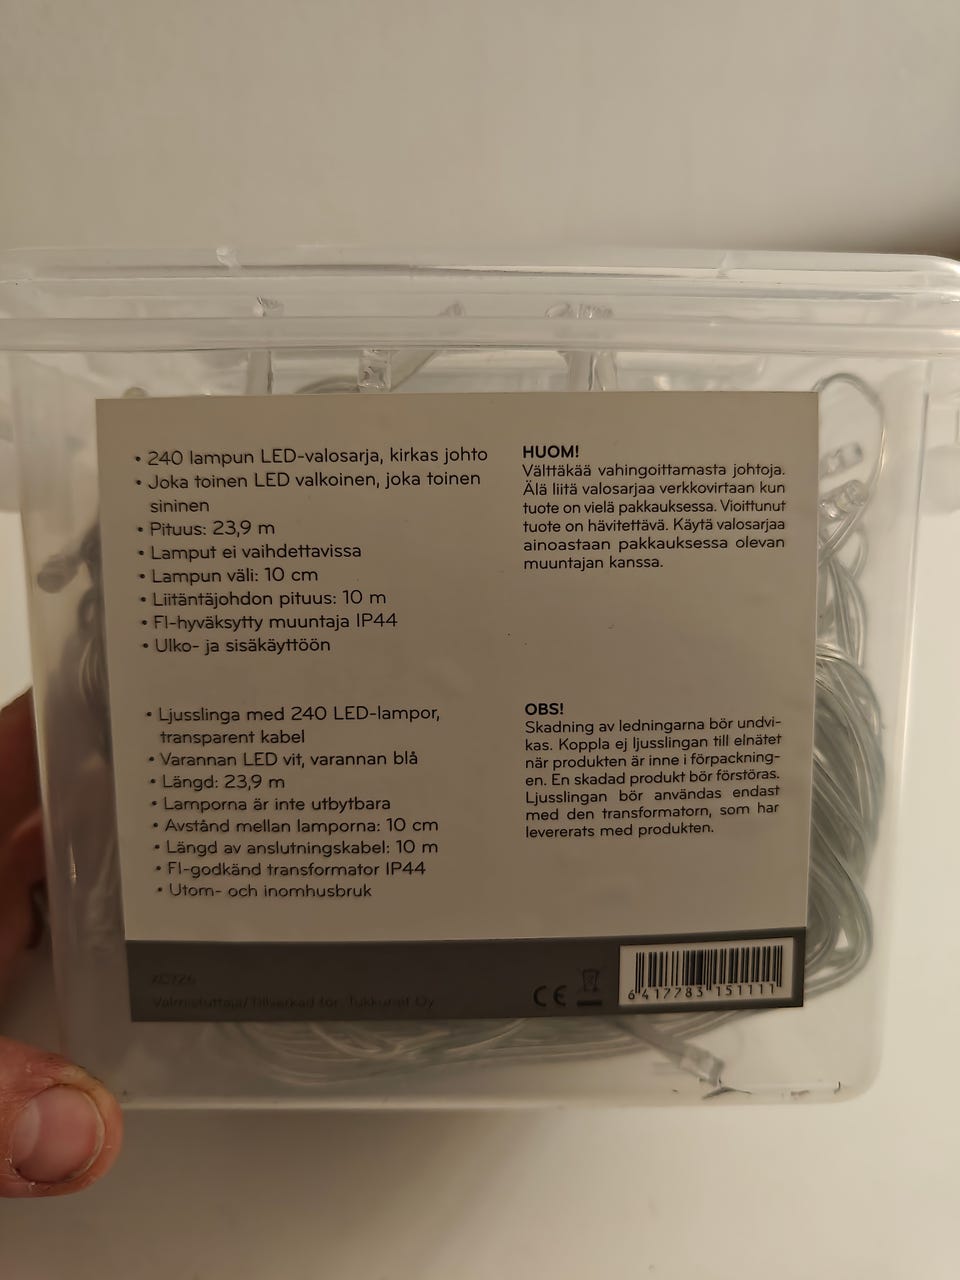 • 240 lampun LED-valosarja, kirkas johto
• Joka toinen LED valkoinen, joka toinen
sininen
• Pituus: 23,9 m
• Lamput ei vaihdettavissa
• Lampun väli: 10 cm
• Liitäntäjohdon pituus: 10 m
• FI-hyväksytty muuntaja IP44
• Ulko- ja sisäkäyttöön
HUOM!
Välttäkää vahingoittamasta johtoja.
Älä liitä valosarjaa verkkovirtaan kun
tuote on vielä pakkauksessa. Vioittunut
tuote on hävitettävä. Käytä valosarjaa
ainoastaan pakkauksessa olevan
muuntajan kanssa.
• Ljusslinga med 240 LED-lampor,
transparent kabel
• Varannan LED vit, varannan blå
• Längd: 23,9 m
• Lamporna är inte utbytbara
• Avstånd mellan lamporna: 10 cm
• Längd av anslutningskabel: 10 m
• FI-godkänd transformator IP44
• Utom- och inomhusbruk
OBS!
Skadning av ledningarna bör undvi-
kas. Koppla ej ljusslingan till elnätet
när produkten är inne i förpackning-
en. En skadad produkt bör förstöras.
Ljusslingan bör användas endast
med den transformatorn, som har
levererats med produkten.
XC726
Valmistuttaja/Tillverkad för: Tukkunet Oy
CE
6 417783 151111